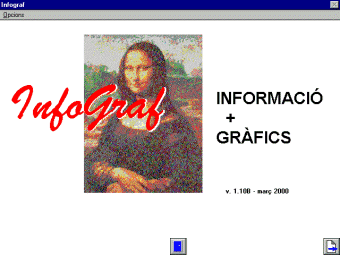 Infograf
Opcions
InfoGraf
INFORMACIÓ
+
GRÀFICS
v. 1.10B - març 2000